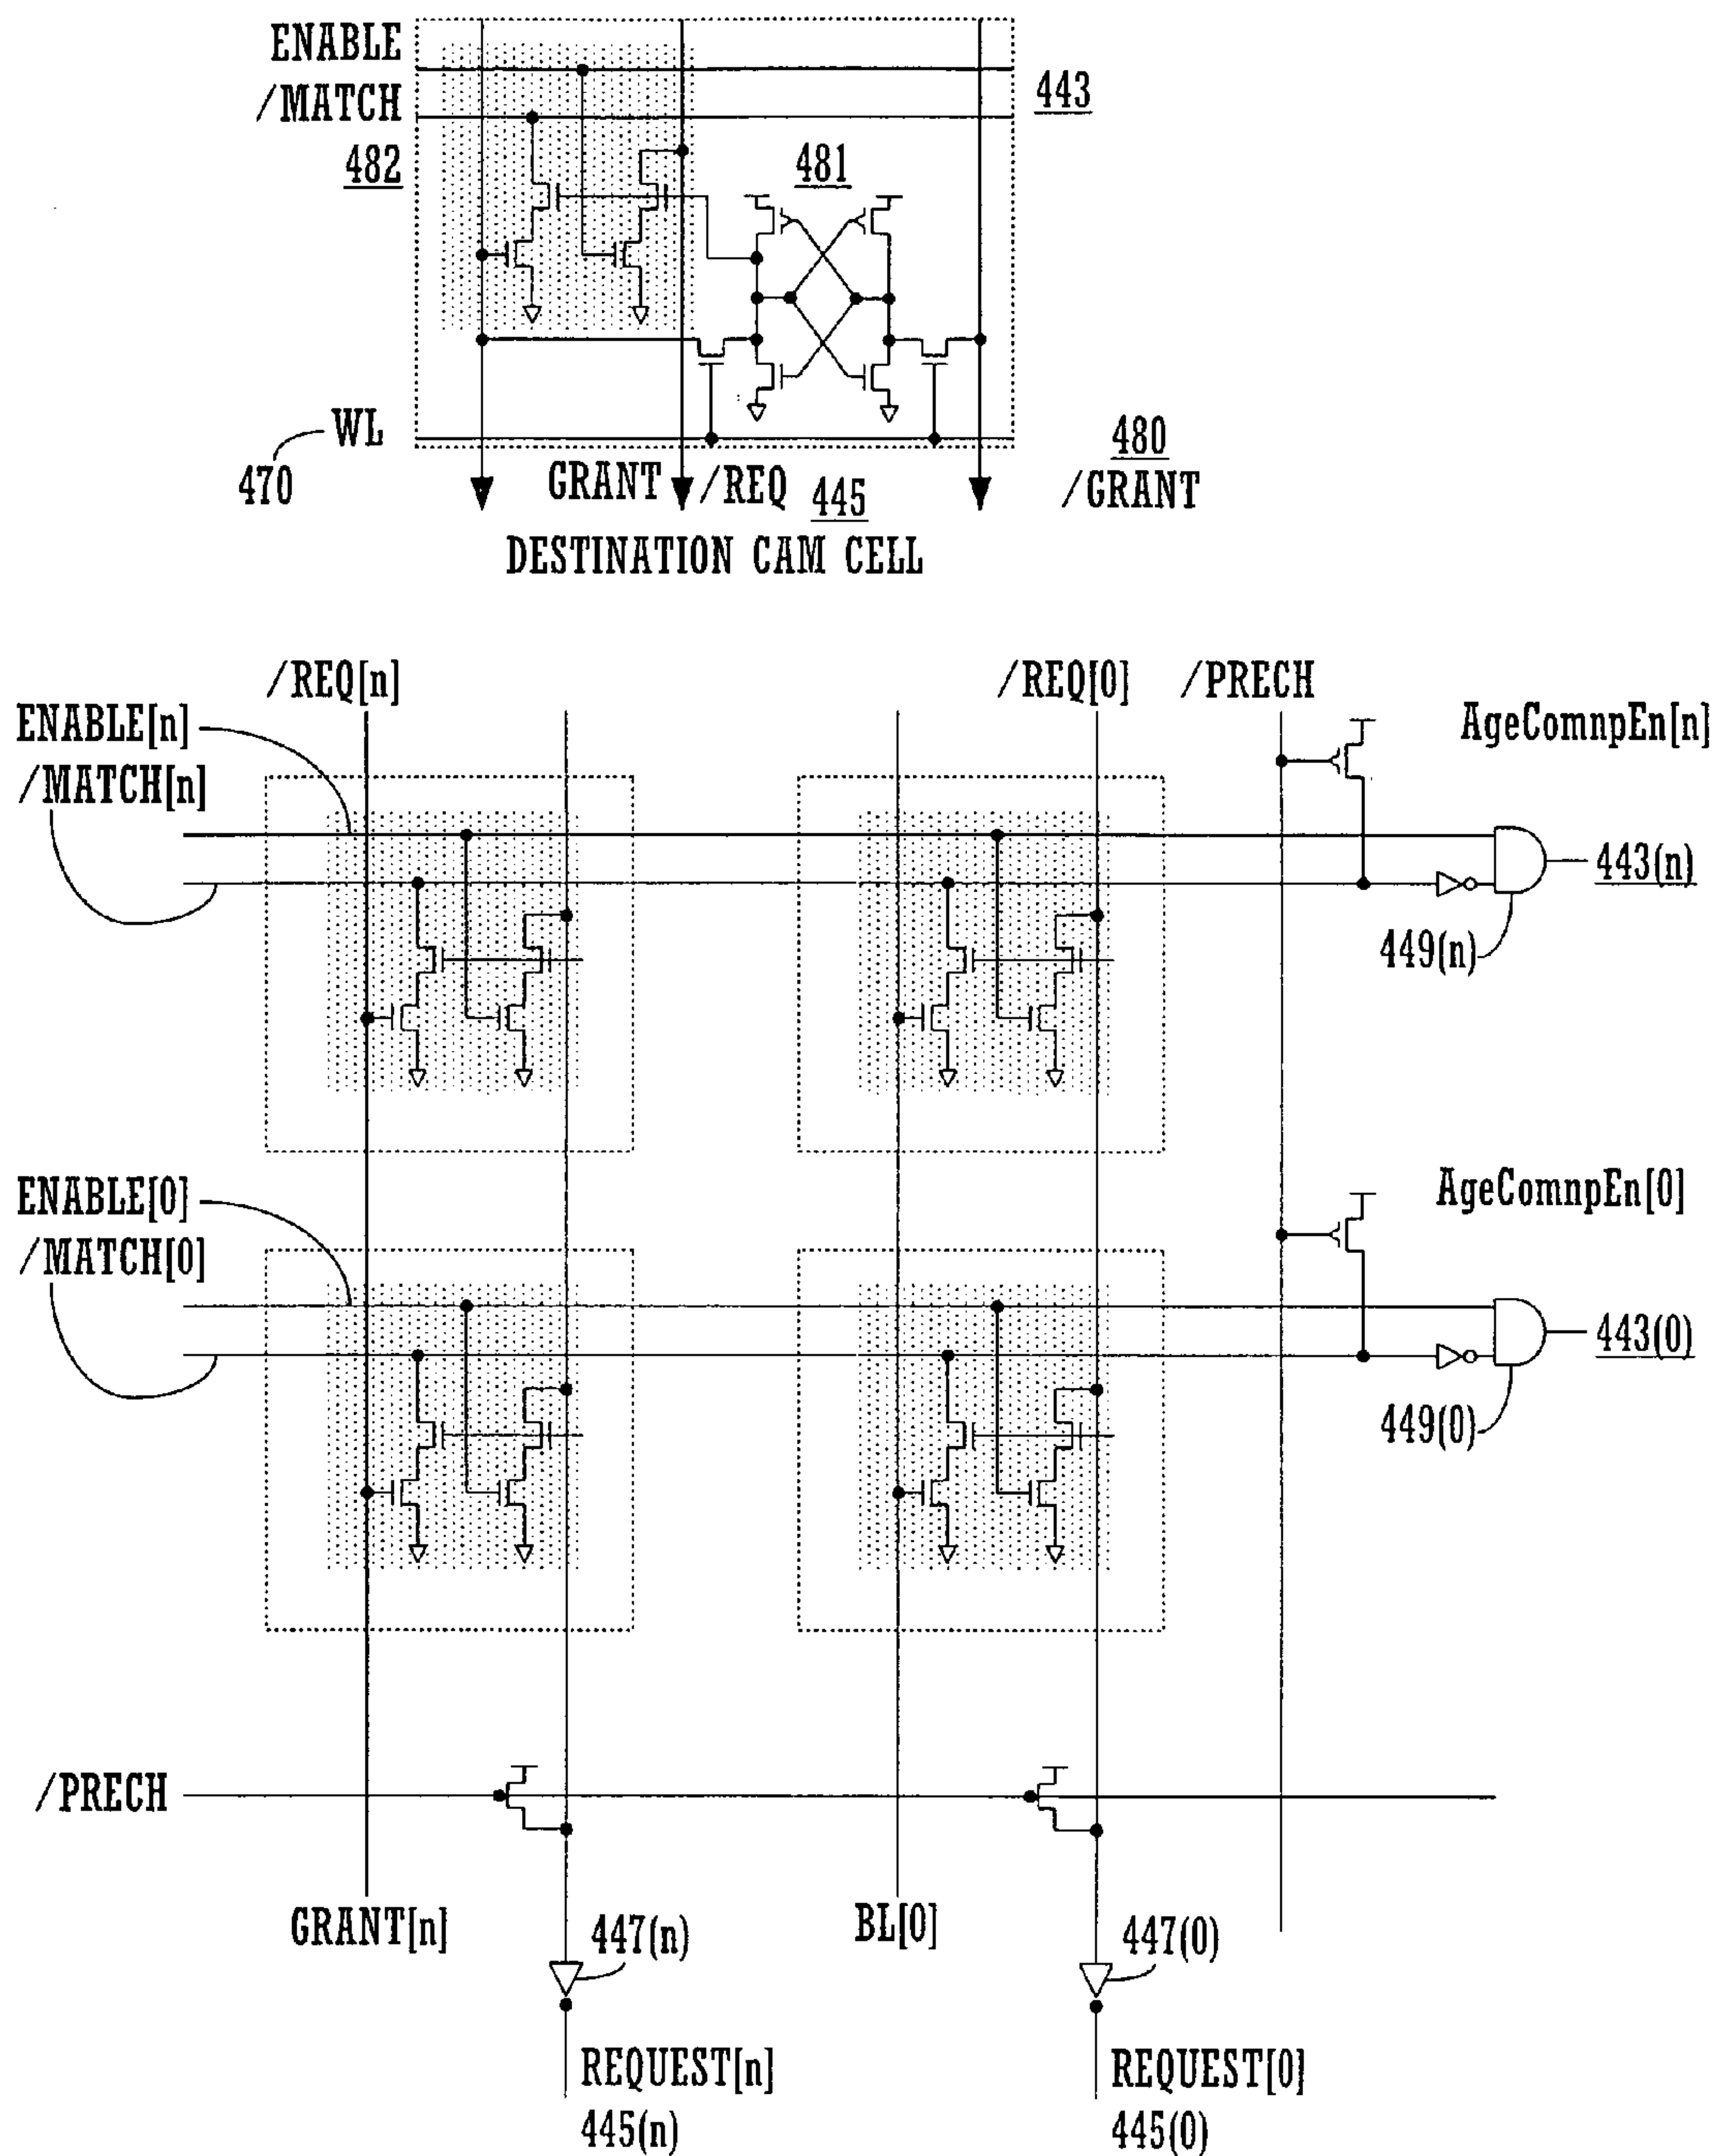 ENABLE
/MATCH
443
482
481
WL
480
470
GRANT
/REQ
445
/GRANT
DESTINATION CAM CELL
/REQ[n]
/REQ[0]
/PRECH
ENABLE[n]
AgeComnpEn[n]
/MATCH[n]
443(n)
449(n)
ENABLE[0]
AgeComnpEn[0]
/MATCH[0]
443(0)
449(0)
/PRECH
GRANT[n]
447(n)
BL[0]
447(0)
REQUEST[n]
REQUEST[0]
445(n)
445(0)